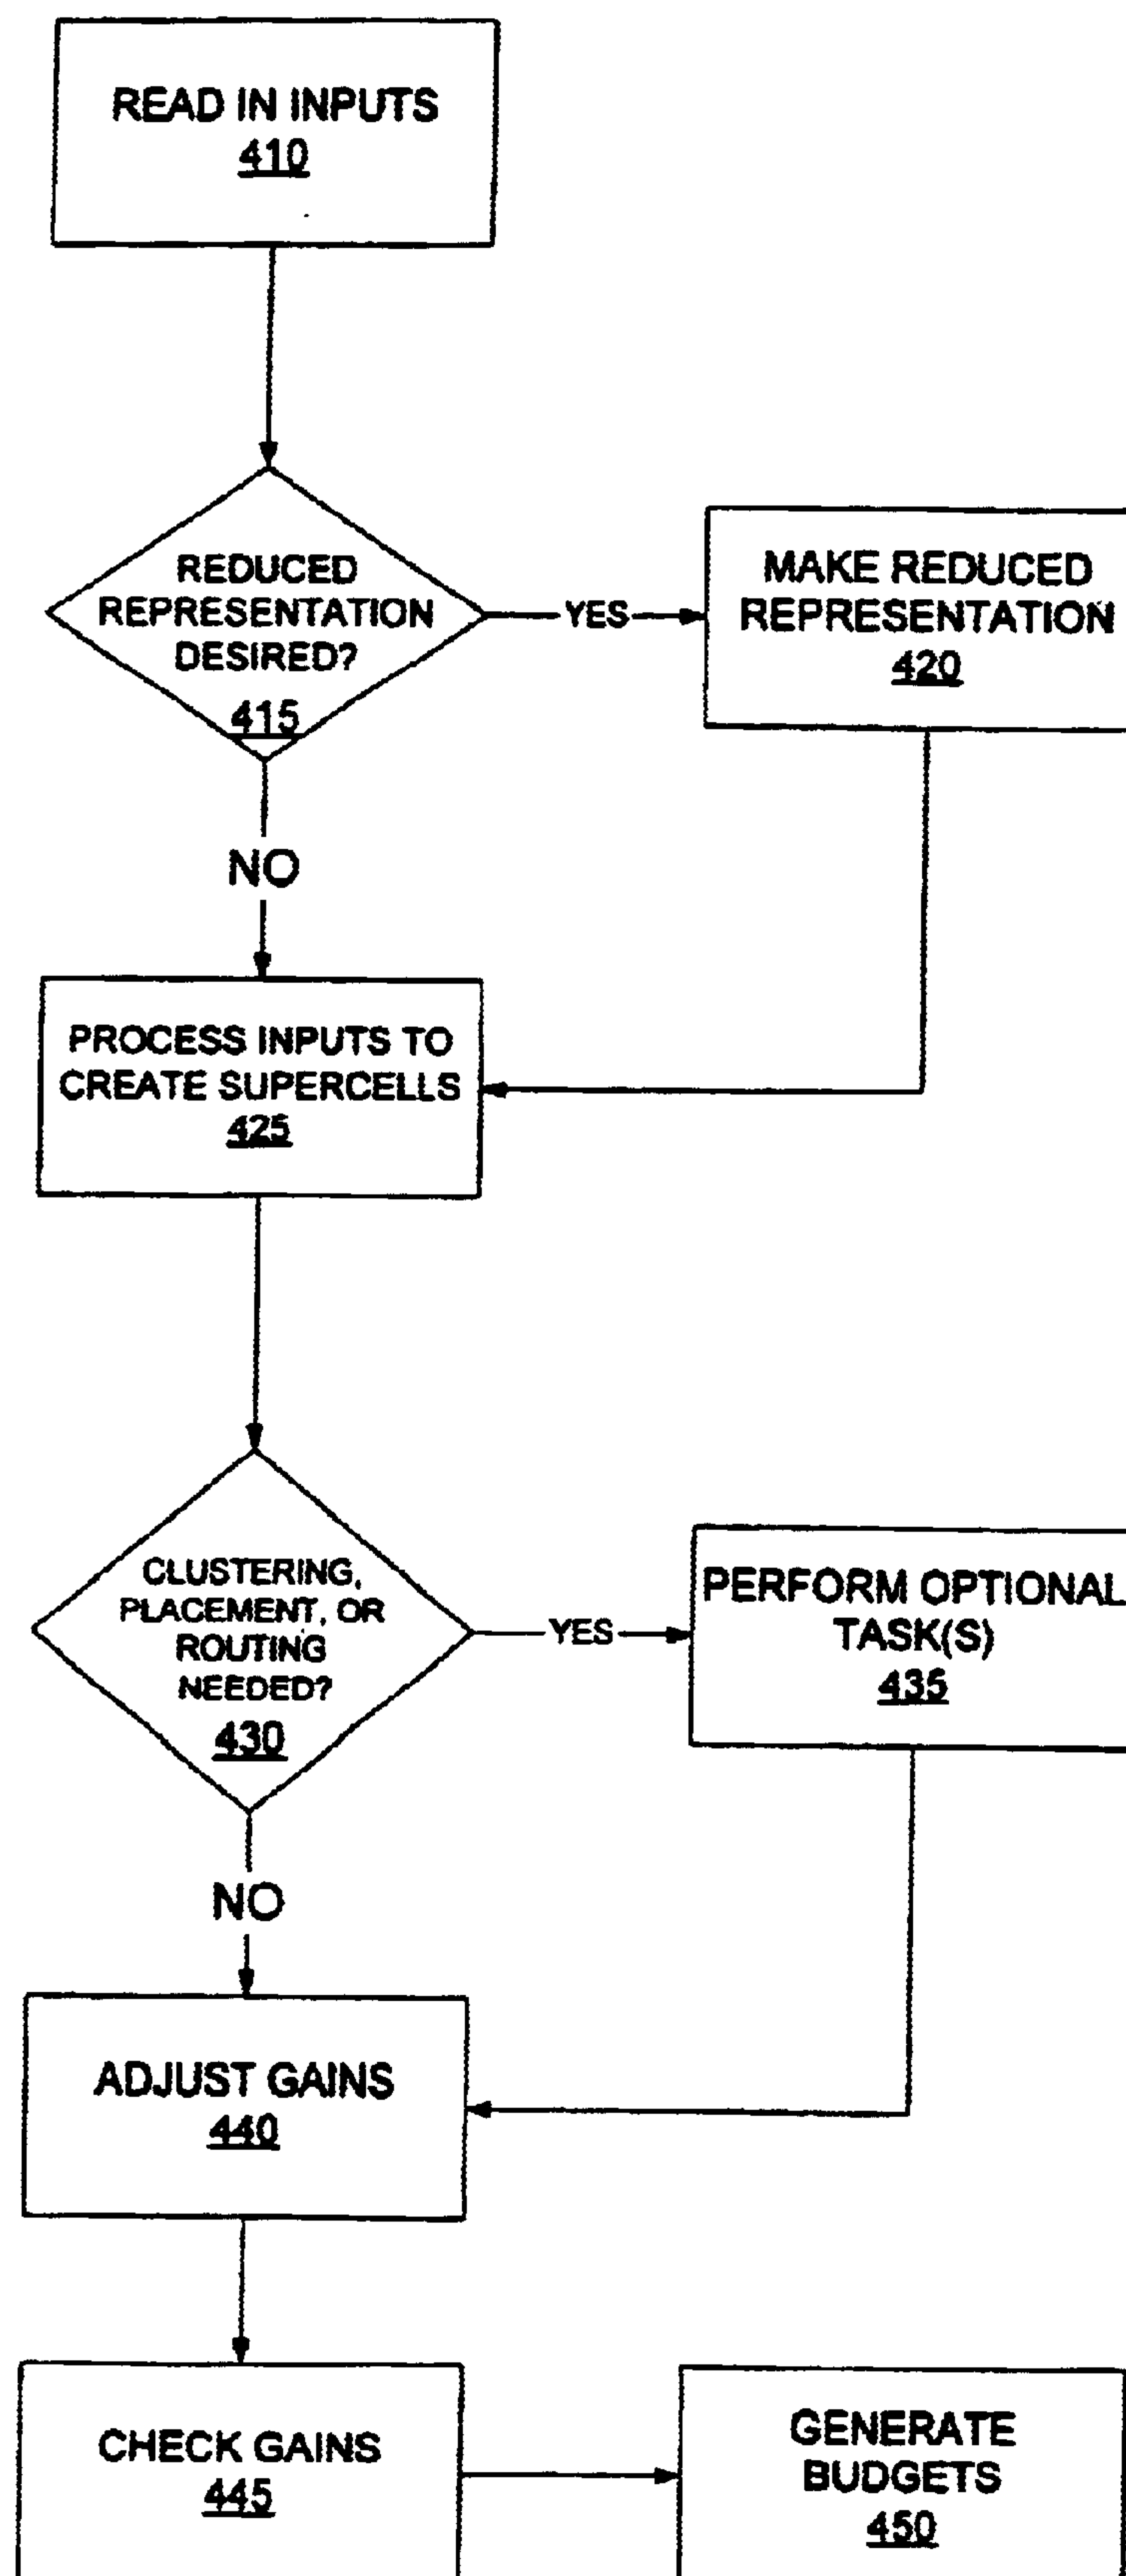 READ IN INPUTS
410
REDUCED
REPRESENTATION
DESIRED?
415
YES
MAKE REDUCED
REPRESENTATION
420
NO
PROCESS INPUTS TO
CREATE SUPERCELLS
425
CLUSTERING,
PLACEMENT, OR
ROUTING
NEEDED?
430
YES
PERFORM OPTIONAL
TASK(S)
435
NO
ADJUST GAINS
440
CHECK GAINS
445
GENERATE
BUDGETS
450